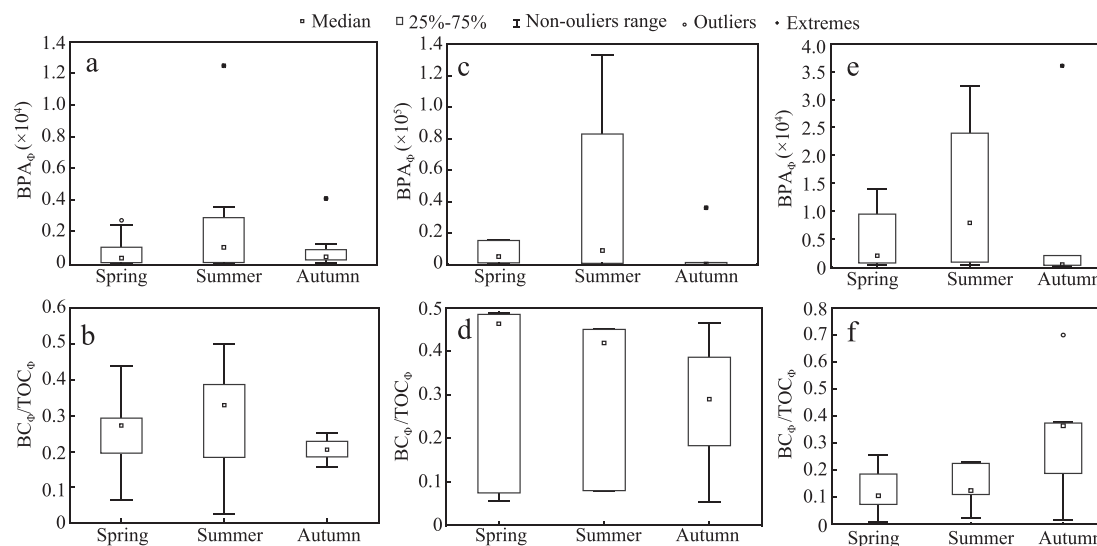 Median 25%-75% Non-ouliers range Outliers Extremes
a
BPAΦ (×10⁴)
1.4
1.2
1.0
0.8
0.6
0.4
0.2
0
Spring Summer Autumn
c
BPAΦ (×10⁵)
1.4
1.2
1.0
0.8
0.6
0.4
0.2
0
Spring Summer Autumn
e
BPAΦ (×10⁴)
4.0
3.5
3.0
2.5
2.0
1.5
1.0
0.5
0
Spring Summer Autumn
b
BCΦ/TOCΦ
0.6
0.5
0.4
0.3
0.2
0.1
0
Spring Summer Autumn
d
BCΦ/TOCΦ
0.5
0.4
0.3
0.2
0.1
0
Spring Summer Autumn
f
BCΦ/TOCΦ
0.8
0.7
0.6
0.5
0.4
0.3
0.2
0.1
0
Spring Summer Autumn